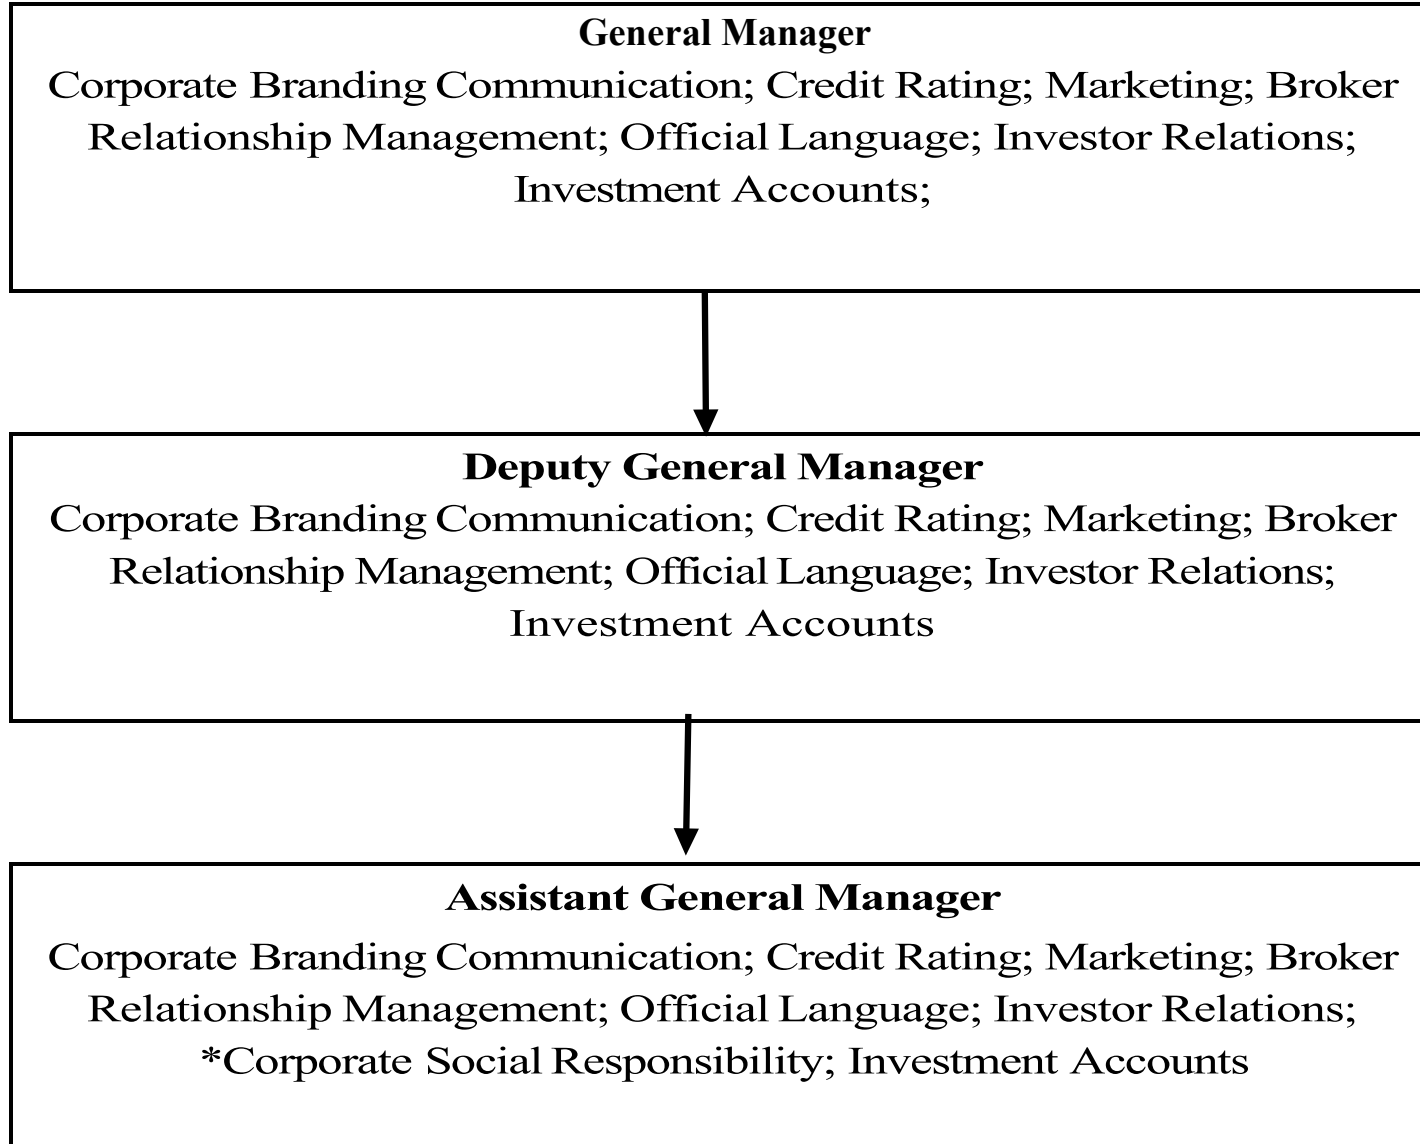 General Manager
Corporate Branding Communication; Credit Rating; Marketing; Broker
Relationship Management; Official Language; Investor Relations;
Investment Accounts;
Deputy General Manager
Corporate Branding Communication; Credit Rating; Marketing; Broker
Relationship Management; Official Language; Investor Relations;
Investment Accounts
Assistant General Manager
Corporate Branding Communication; Credit Rating; Marketing; Broker
Relationship Management; Official Language; Investor Relations;
*Corporate Social Responsibility; Investment Accounts